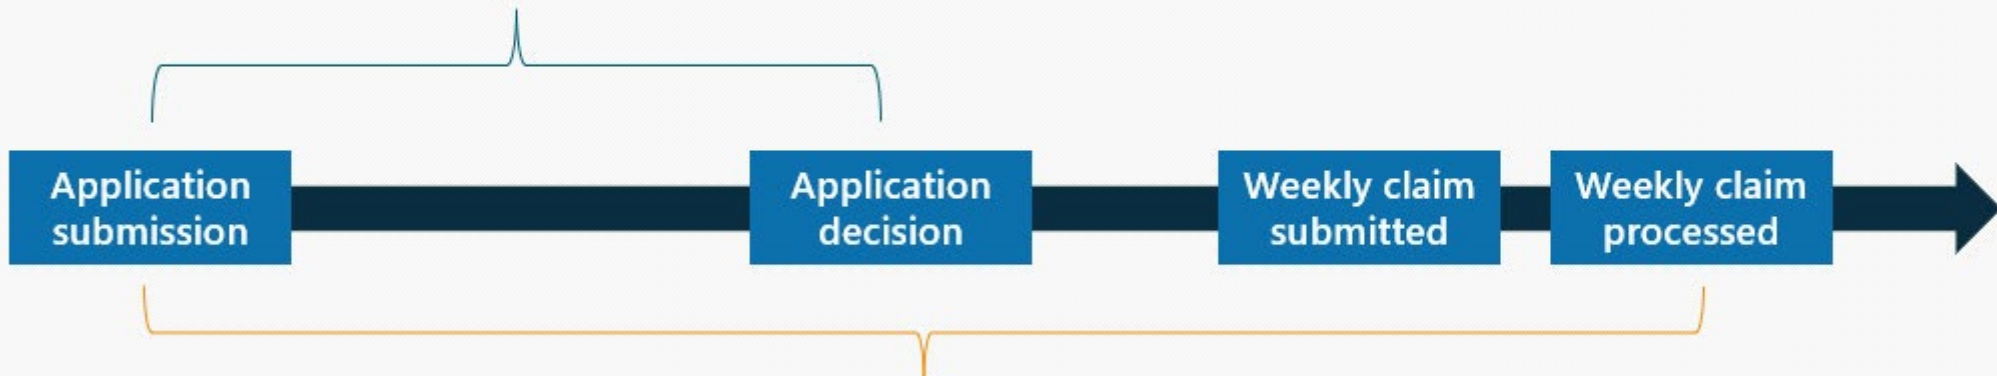 Application
submission
Application
decision
Weekly claim
submitted
Weekly claim
processed